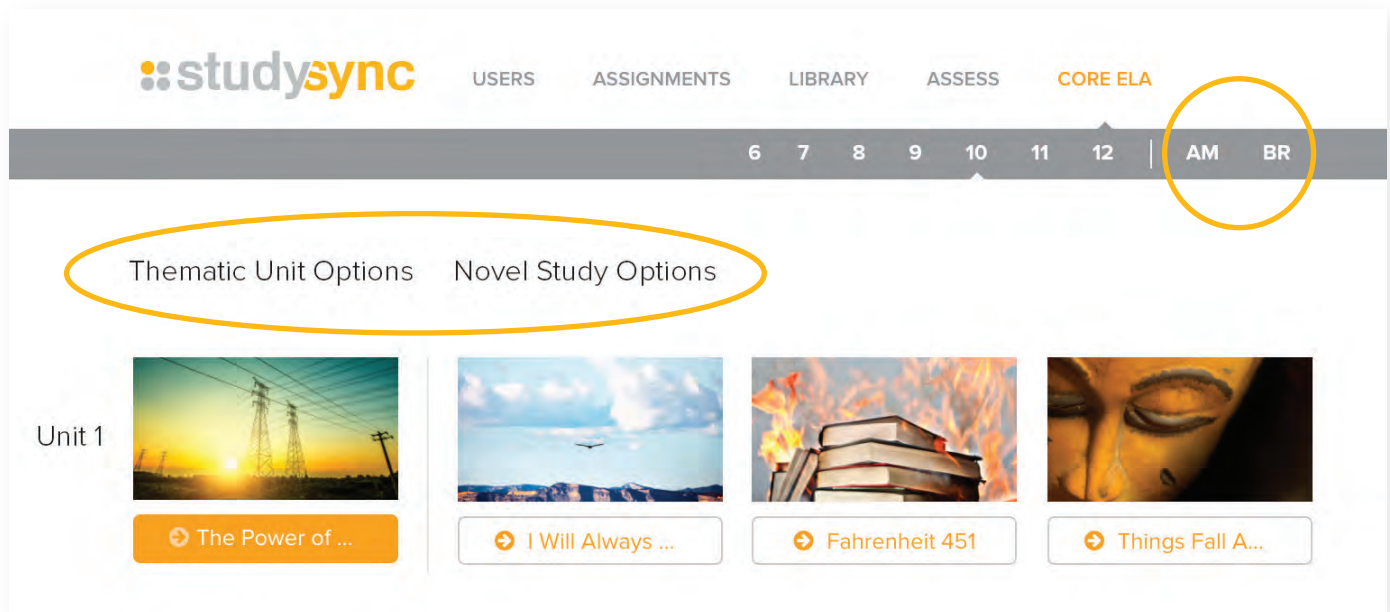 studysync USERS ASSIGNMENTS LIBRARY ASSESS CORE ELA
6 7 8 9 10 11 12 | AM BR
Thematic Unit Options Novel Study Options
Unit 1
The Power of ... I Will Always ... Fahrenheit 451 Things Fall A...